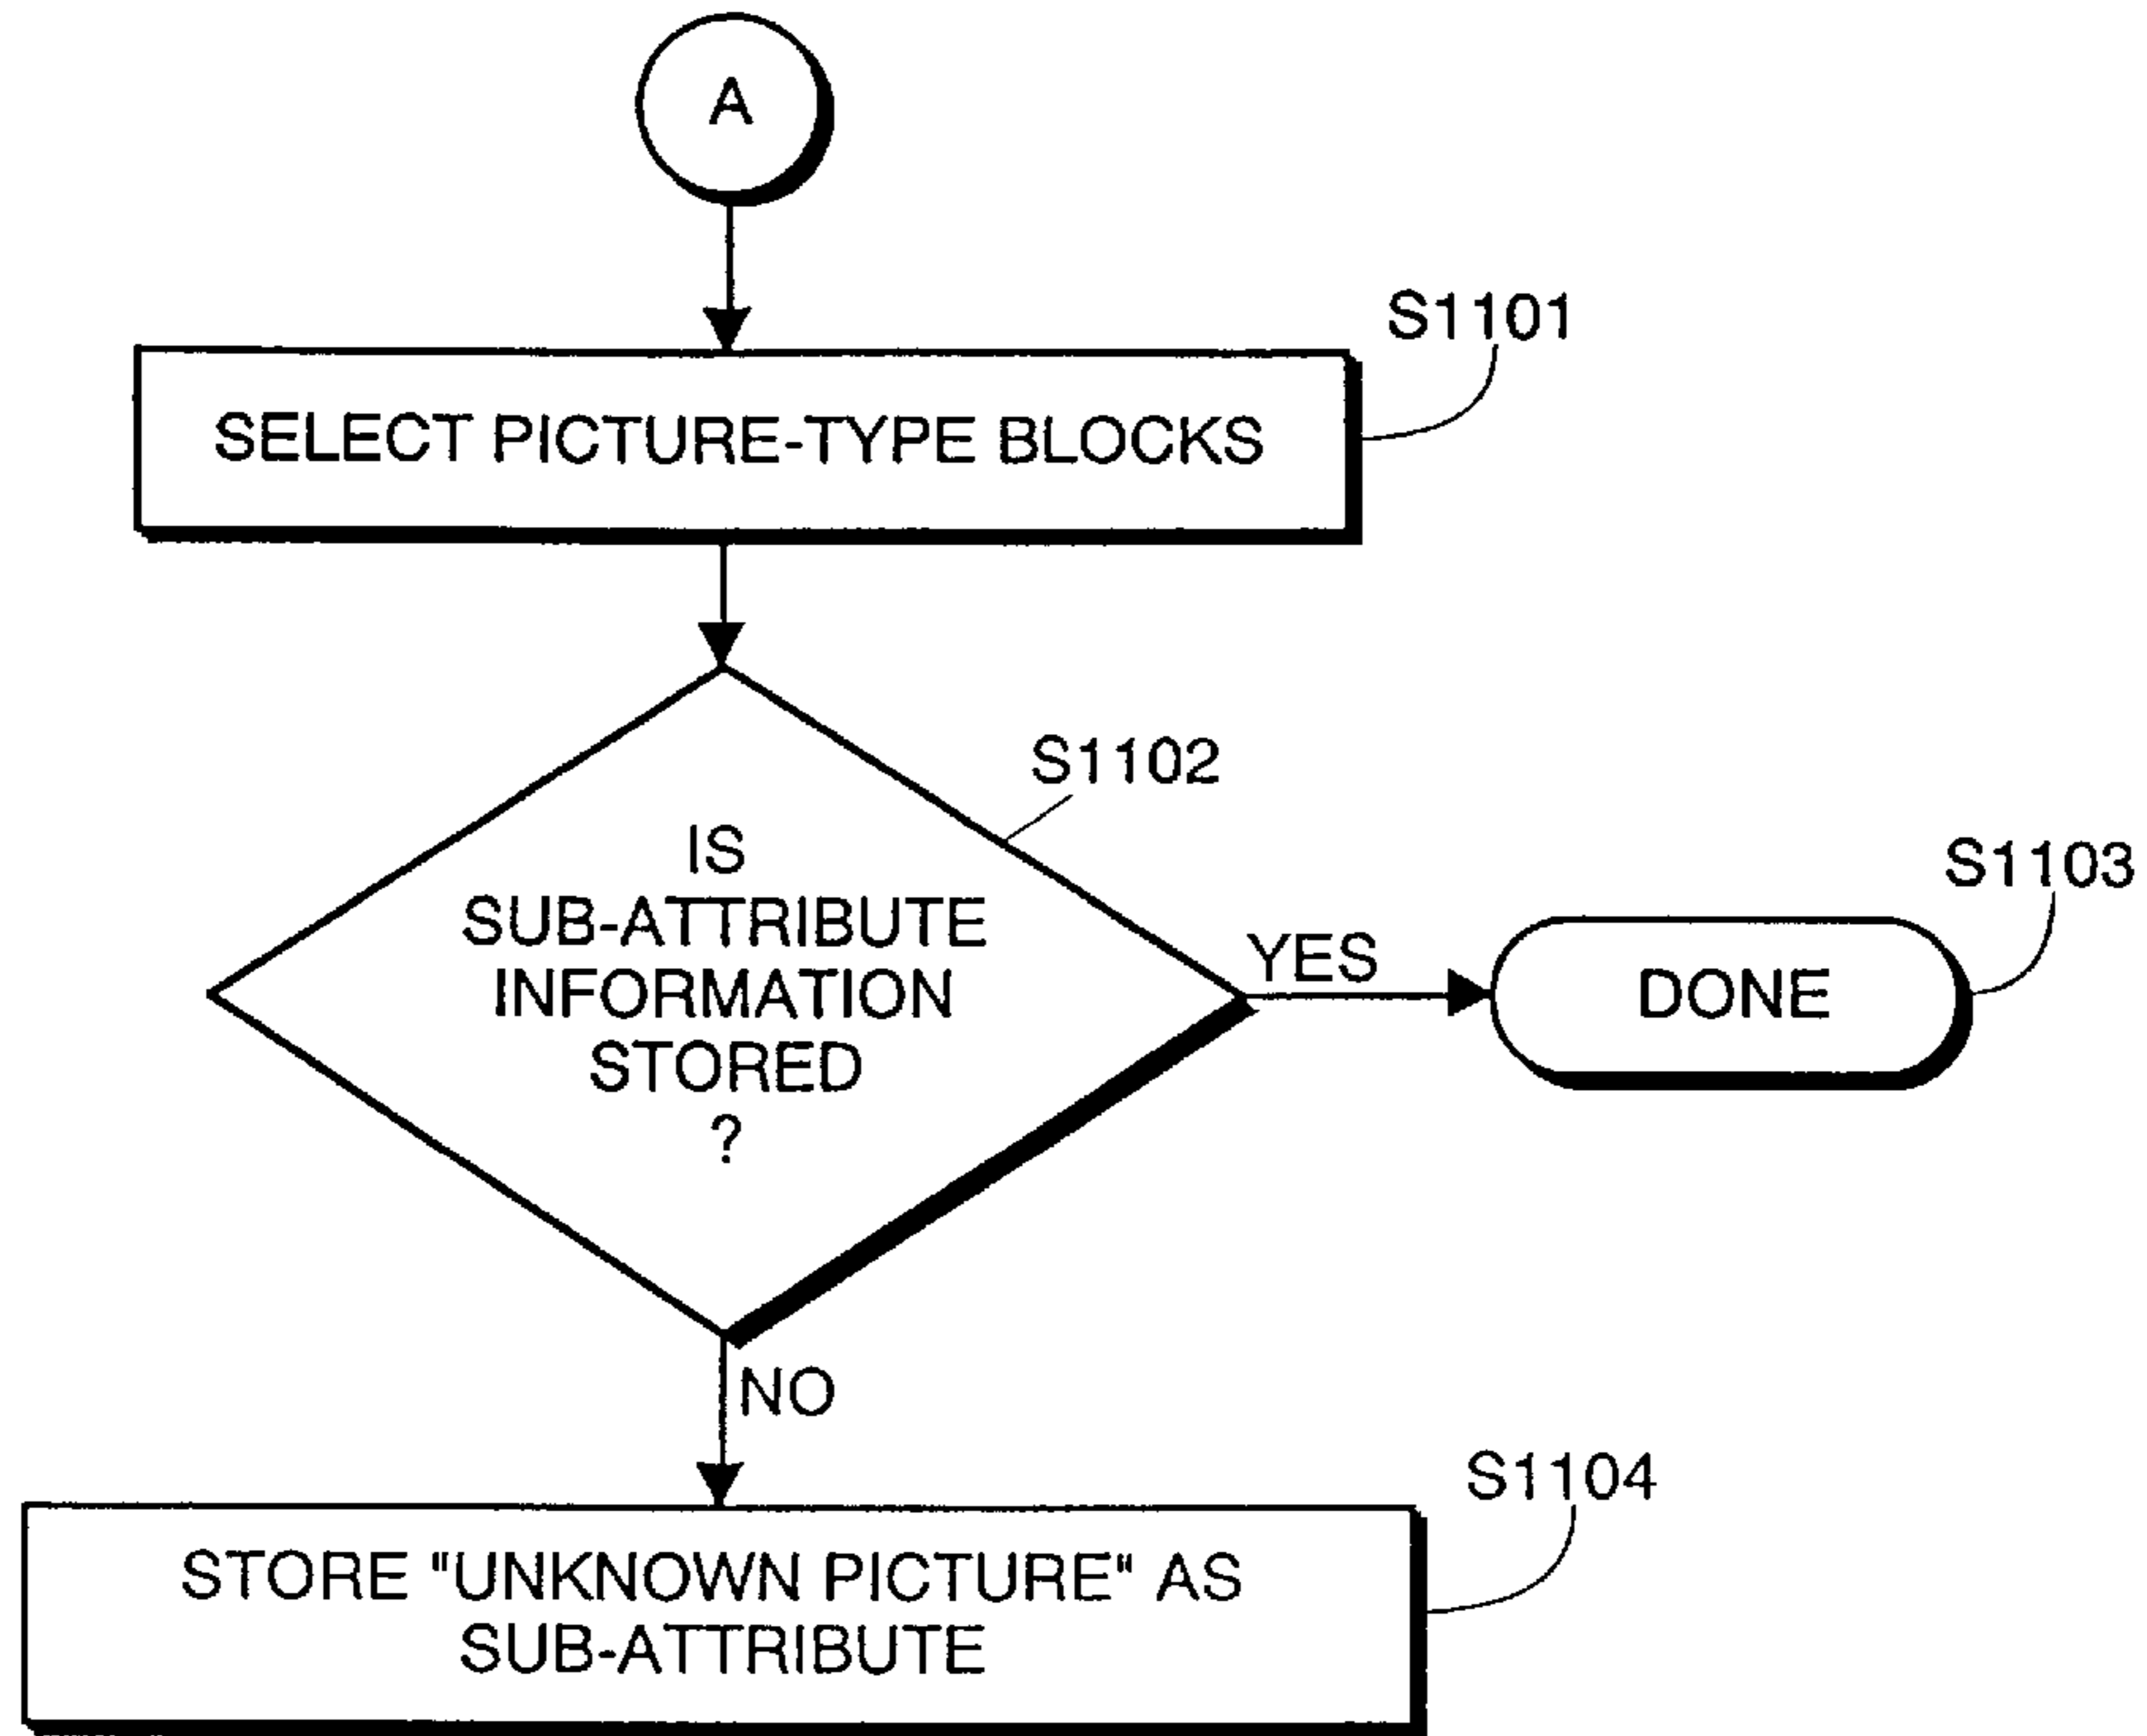 A
S1101
SELECT PICTURE-TYPE BLOCKS
S1102
IS
SUB-ATTRIBUTE
INFORMATION
STORED
?
YES
S1103
DONE
NO
S1104
STORE "UNKNOWN PICTURE" AS
SUB-ATTRIBUTE